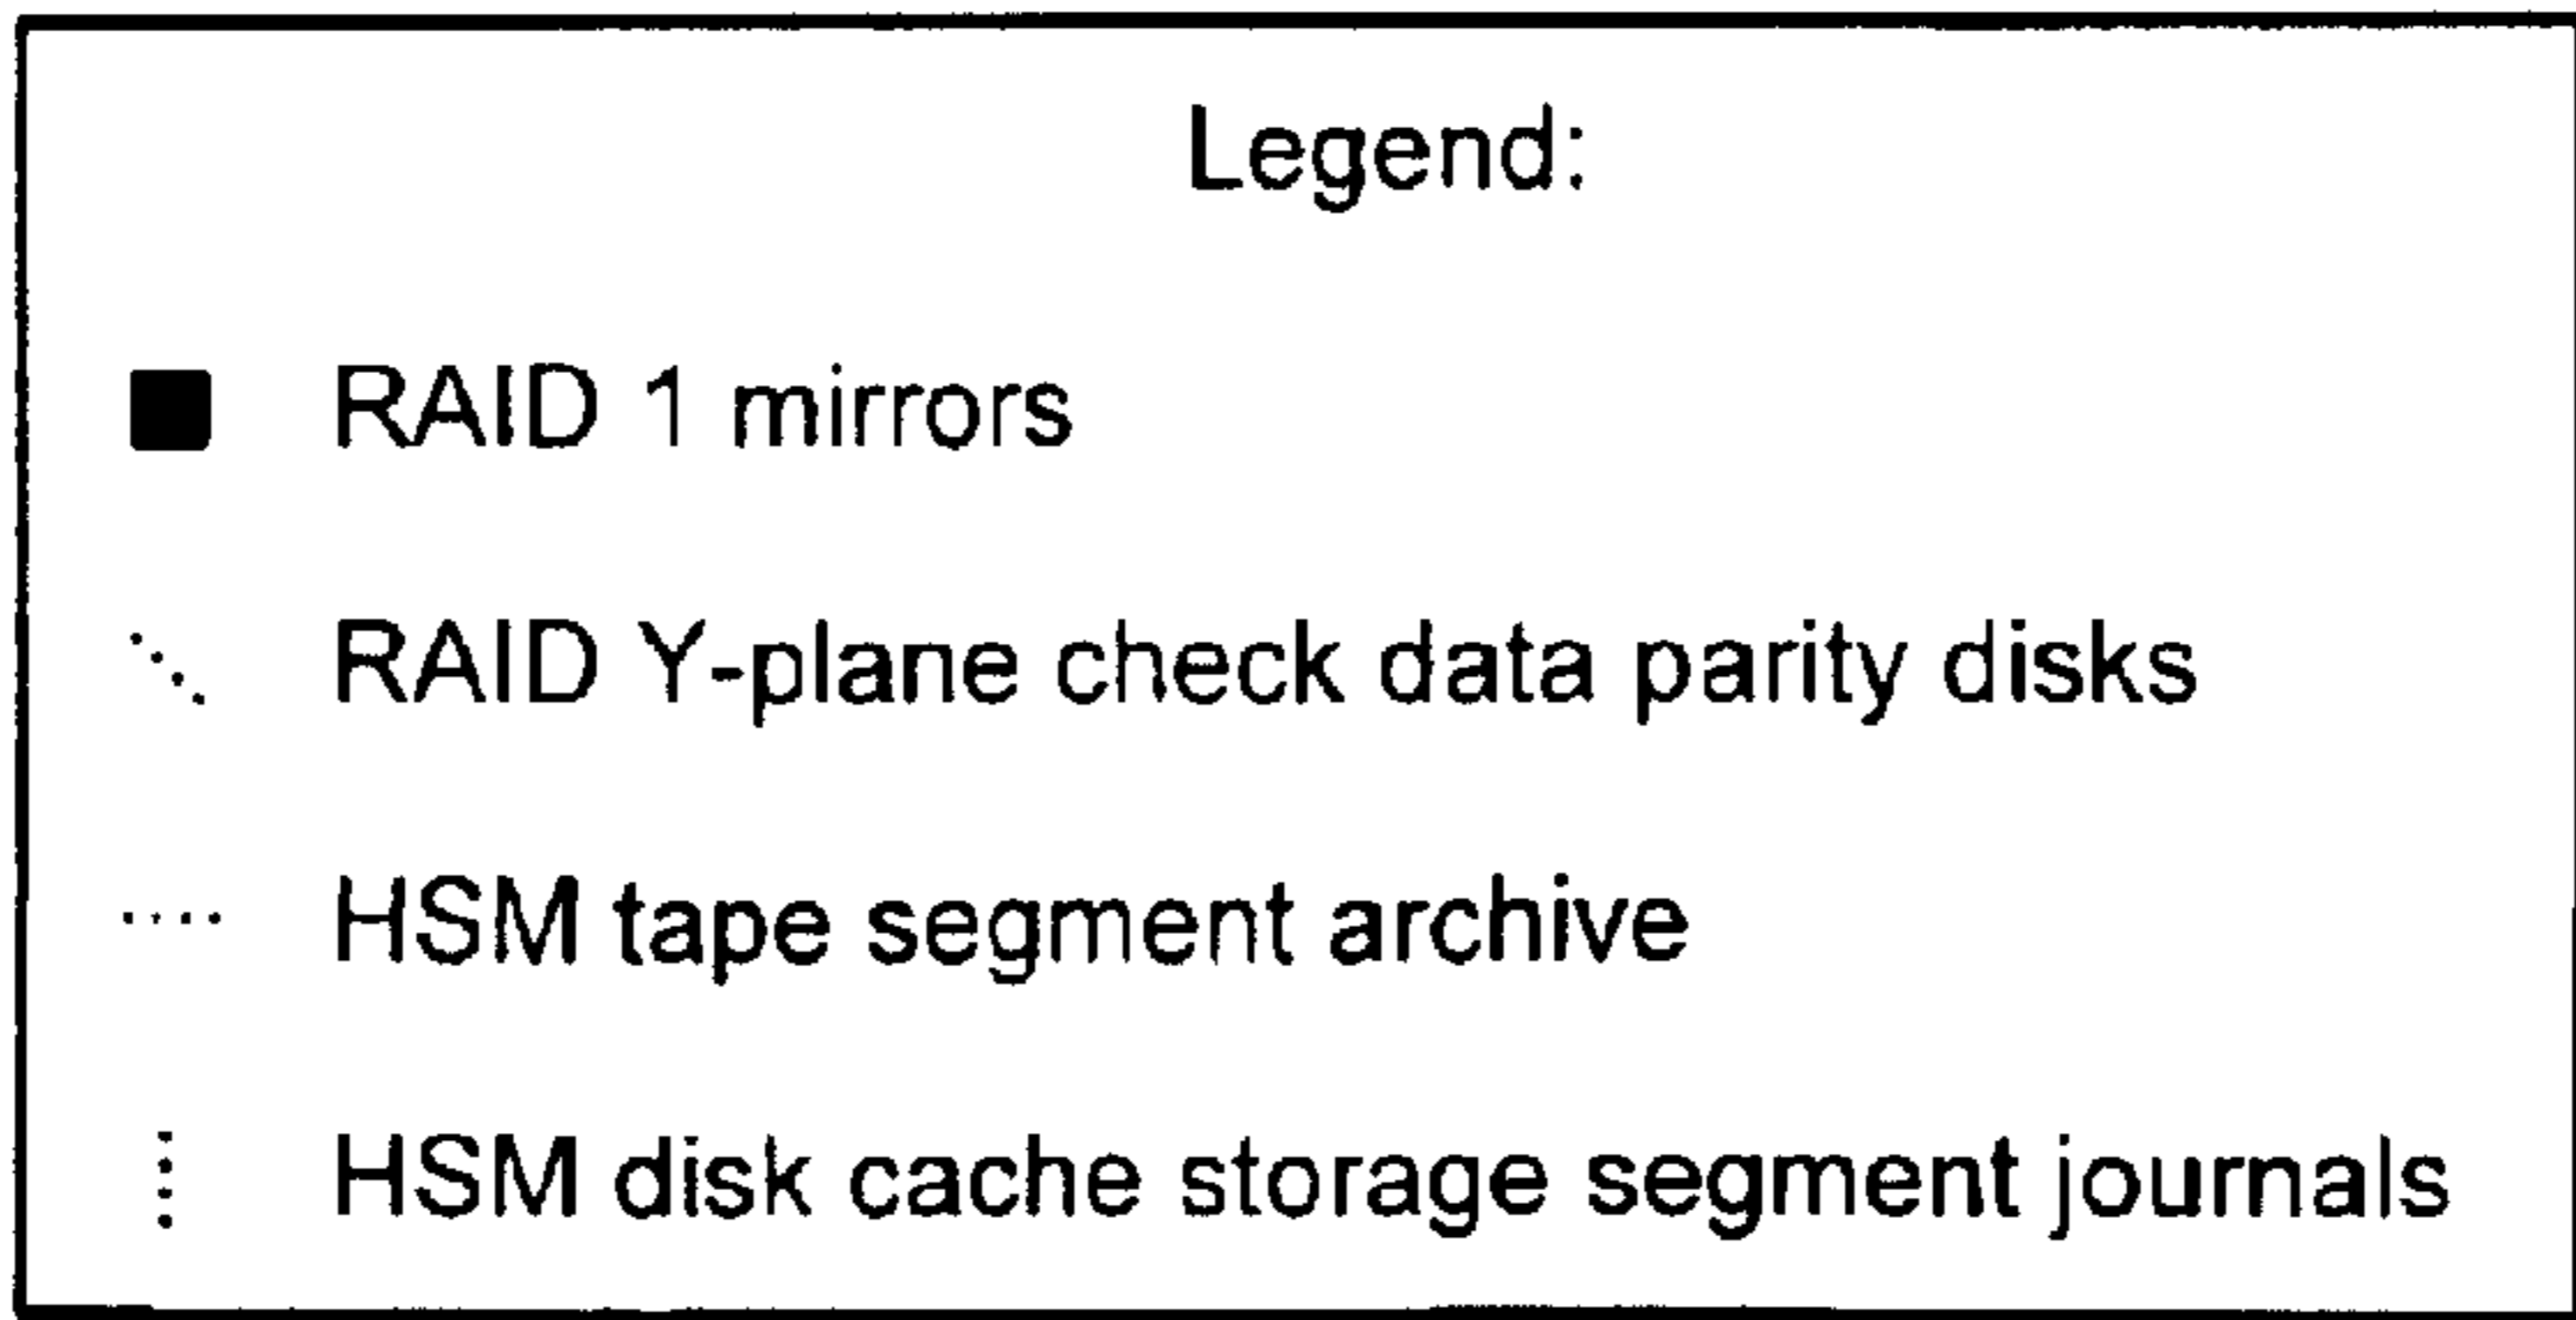 Legend:
RAID 1 mirrors
RAID Y-plane check data parity disks
HSM tape segment archive
HSM disk cache storage segment journals